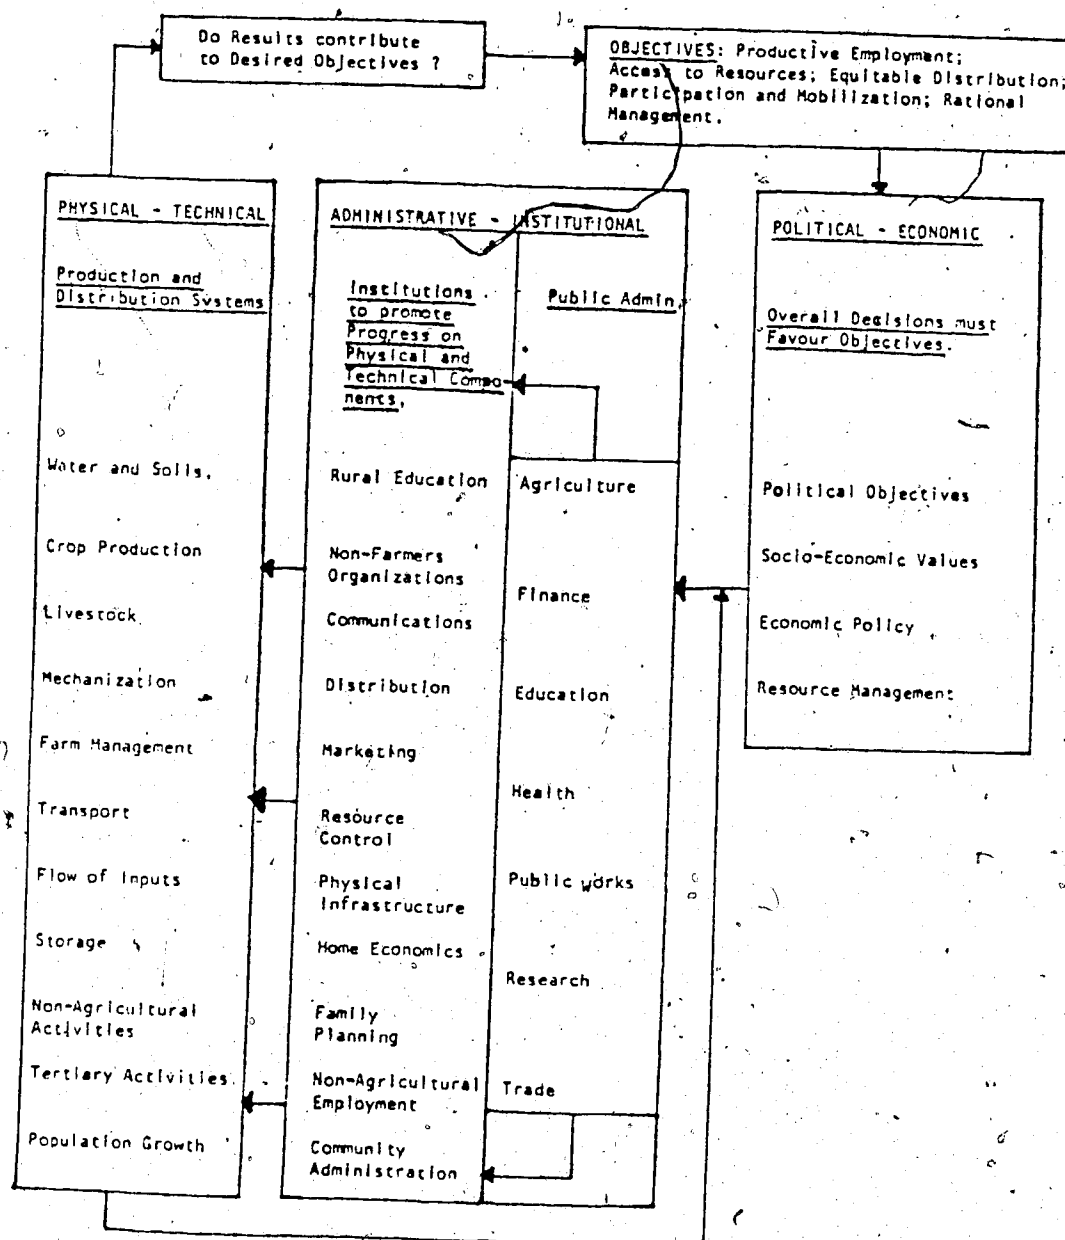 Do Results contribute
to Desired Objectives ?
OBJECTIVES: Productive Employment;
Access to Resources; Equitable Distribution;
Participation and Mobilization; Rational
Management.
PHYSICAL - TECHNICAL
Production and
Distribution Systems
Water and Soils.
Crop Production
Livestock
Mechanization
Farm Management
Transport
Flow of Inputs
Storage
Non-Agricultural
Activities
Tertiary Activities.
Population Growth
ADMINISTRATIVE - INSTITUTIONAL
Institutions
to promote
Progress on
Physical and
Technical Compo-
nents,
Rural Education
Non-Farmers
Organizations
Communications
Distribution
Marketing
Resource
Control
Physical
Infrastructure
Home Economics
Family
Planning
Non-Agricultural
Employment
Community
Administration
Public Admin.
Agriculture
Finance
Education
Health
Public works
Research
Trade
POLITICAL - ECONOMIC
Overall Decisions must
Favour Objectives.
Political Objectives
Socio-Economic Values
Economic Policy
Resource Management